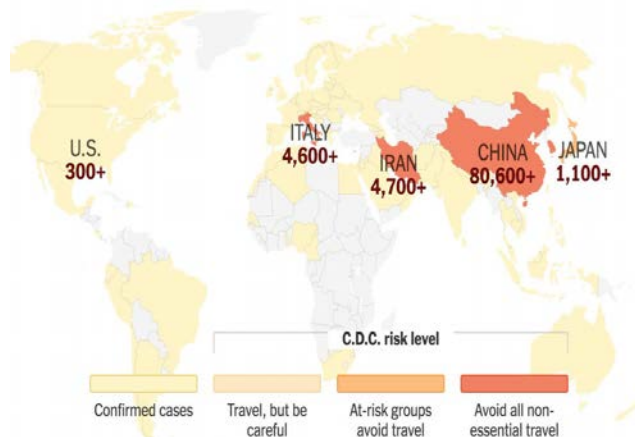 U.S.
300+
ITALY
4,600+
IRAN
4,700+
CHINA
80,600+
JAPAN
1,100+
C.D.C. risk level
Confirmed cases
Travel, but be
careful
At-risk groups
avoid travel
Avoid all non-
essential travel